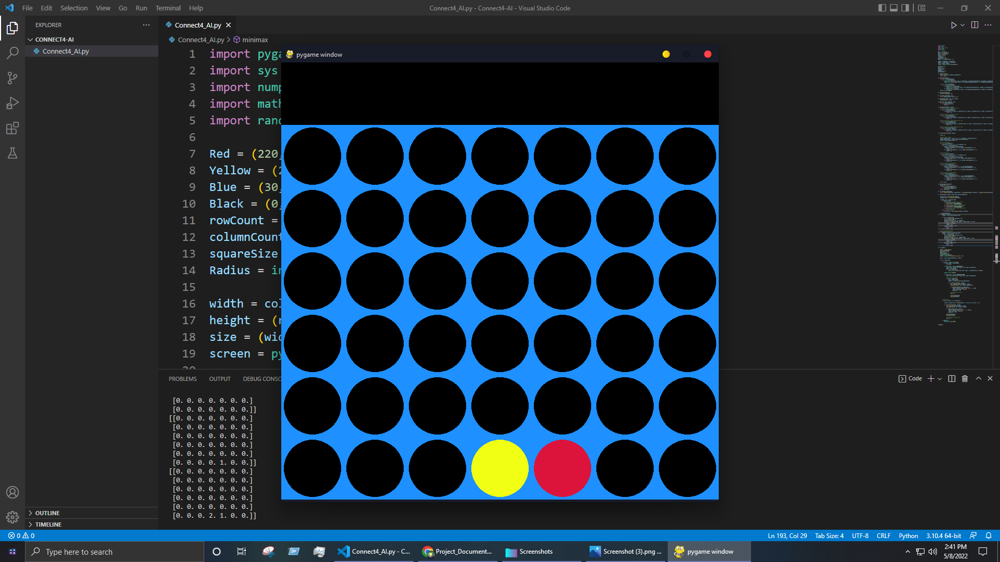 File Edit Selection View Go Run Terminal Help
Connect4_AI.py - Connect4-AI - Visual Studio Code
EXPLORER
CONNECT4-AI
Connect4_AI.py
OUTLINE
TIMELINE
Connect4_AI.py
Connect4_AI.py > minimax
pygame window
1 import pyga
2 import sys
3 import nump
4 import math
5 import rand
6
7 Red = (220,
8 Yellow = (2
9 Blue = (30,
10 Black = (0,
11 rowCount =
12 columnCount
13 squareSize
14 Radius = in
15
16 width = col
17 height = (r
18 size = (wid
19 screen = py
PROBLEMS OUTPUT DEBUG CONSO
Code
[0. 0. 0. 0. 0. 0. 0.]
[0. 0. 0. 0. 0. 0. 0.]]
[[0. 0. 0. 0. 0. 0. 0.]
[0. 0. 0. 0. 0. 0. 0.]
[0. 0. 0. 0. 0. 0. 0.]
[0. 0. 0. 0. 0. 0. 0.]
[0. 0. 0. 0. 0. 0. 0.]
[0. 0. 0. 0. 1. 0. 0.]]
[[0. 0. 0. 0. 0. 0. 0.]
[0. 0. 0. 0. 0. 0. 0.]
[0. 0. 0. 0. 0. 0. 0.]
[0. 0. 0. 0. 0. 0. 0.]
[0. 0. 0. 0. 0. 0. 0.]
[0. 0. 0. 2. 1. 0. 0.]]
0 0
Ln 193, Col 29 Tab Size: 4 UTF-8 CRLF Python 3.10.4 64-bit
Type here to search
Connect4_AI.py - C...
Project_Document...
Screenshots
Screenshot (3).png ...
pygame window
2:41 PM
5/8/2022